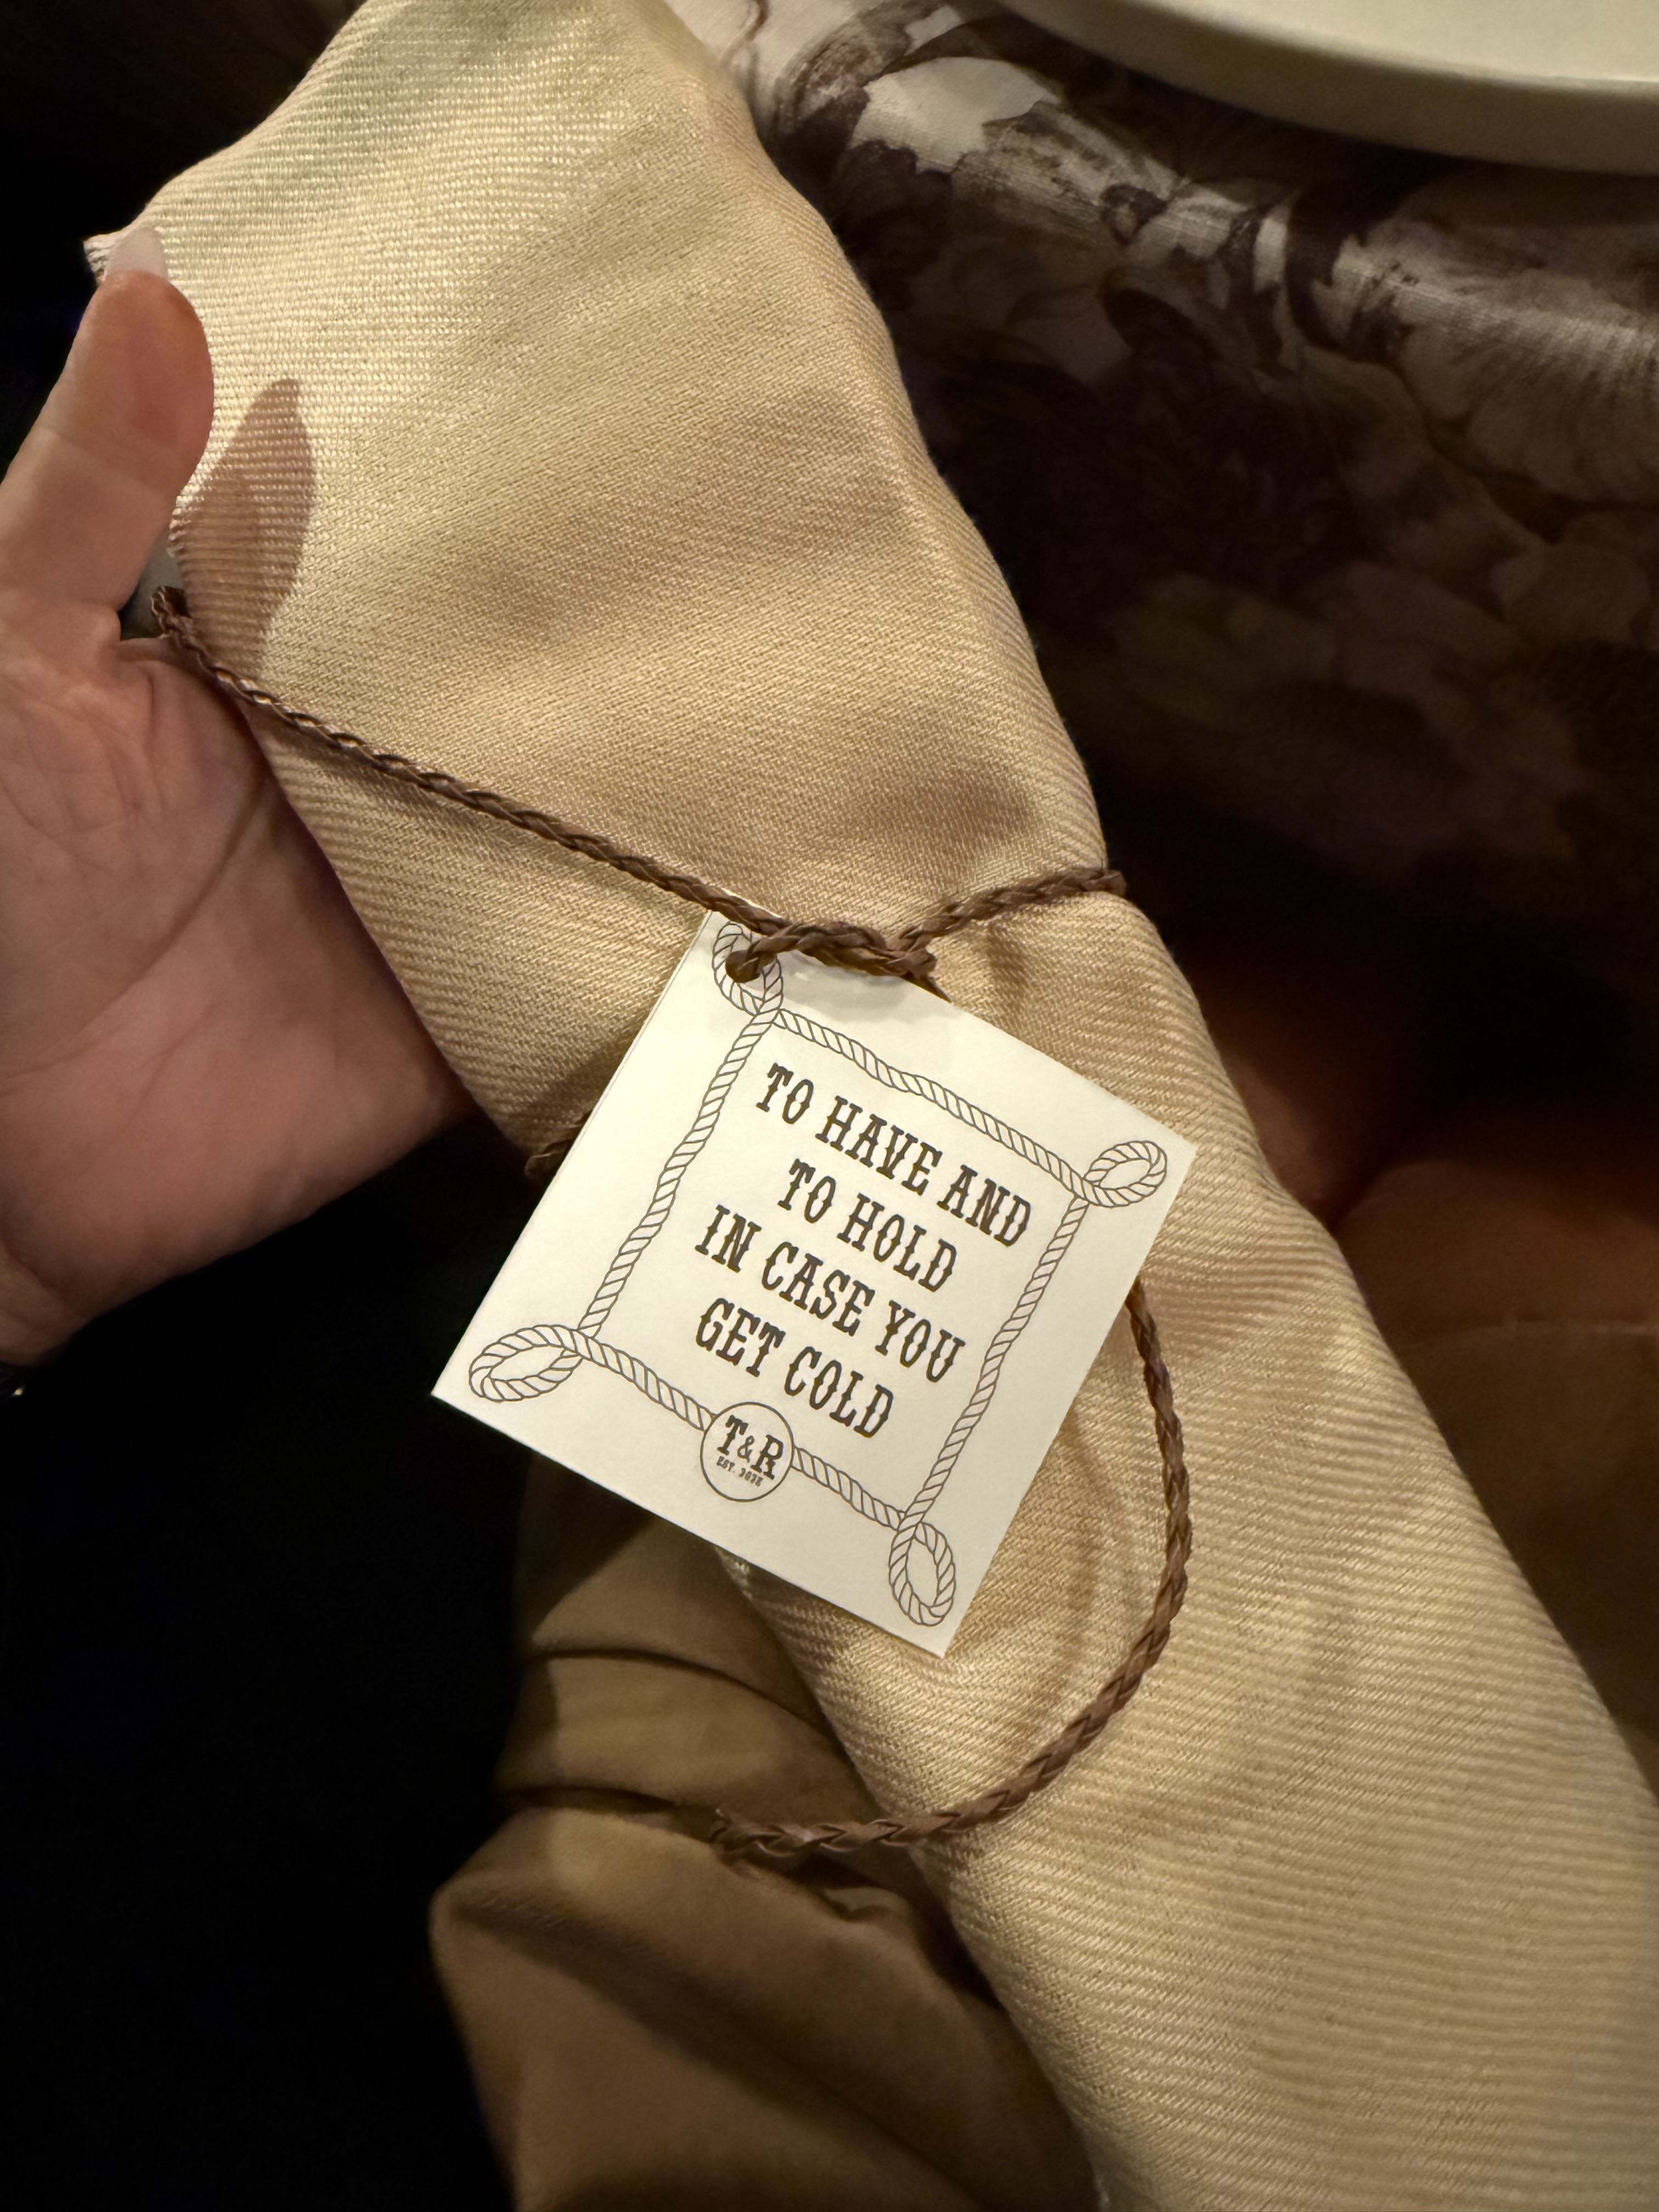 TO HAVE AND
TO HOLD
IN CASE YOU
GET COLD
T&R